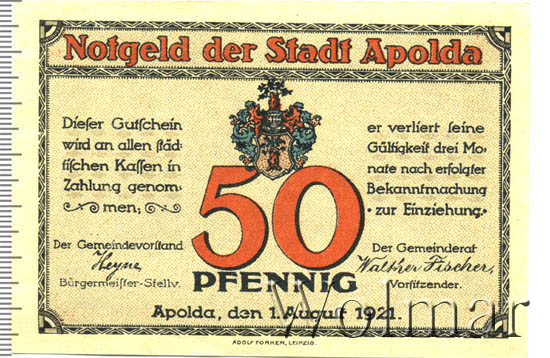 Notgeld der Stadt Apolda
Dieser Gutschein
wird an allen städ-
tischen Kassen in
Zahlung genom-
men;
er verliert seine
Gültigkeit drei Mo-
nate nach erfolgter
Bekanntmachung
zur Einziehung.
50
PFENNIG
Der Gemeindevorstand
Heyne
Bürgermeister-Stellv.
Der Gemeinderat
Walther Fischer,
Vorsitzender.
Apolda, den 1. August 1921.
ADOLF FORKER, LEIPZIG.
Wolmar